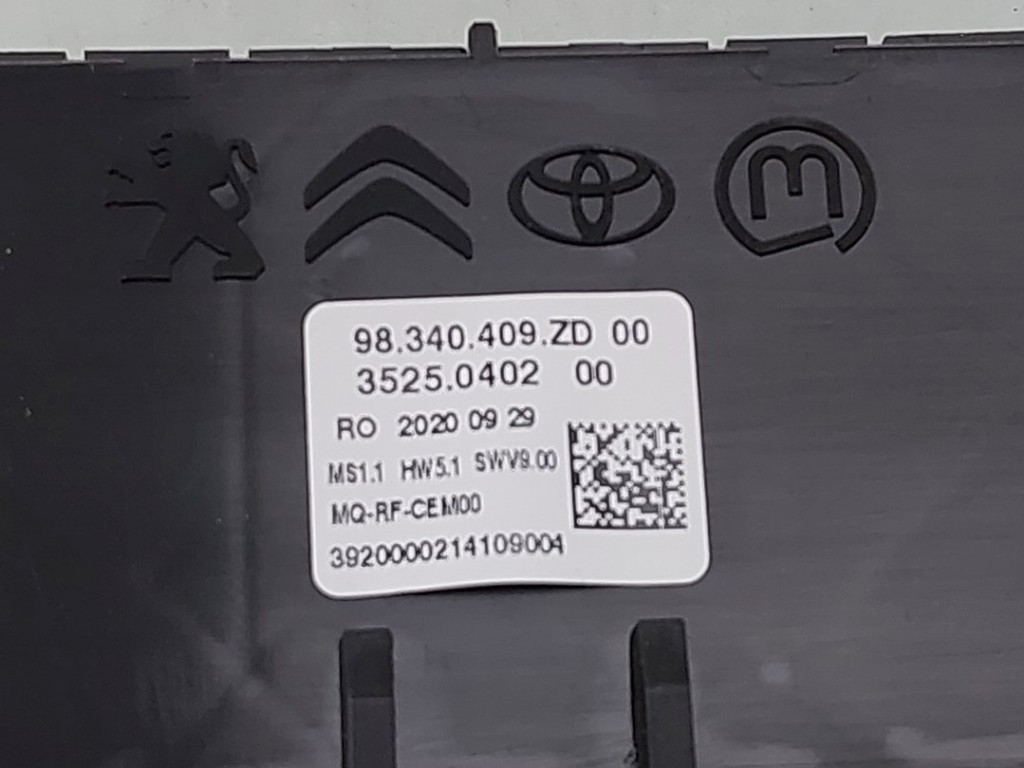 98.340.409.ZD 00
3525.0402 00
RO 2020 09 29
MS1.1 HW5.1 SWV9.00
MQ-RF-CEM00
3920000214109004